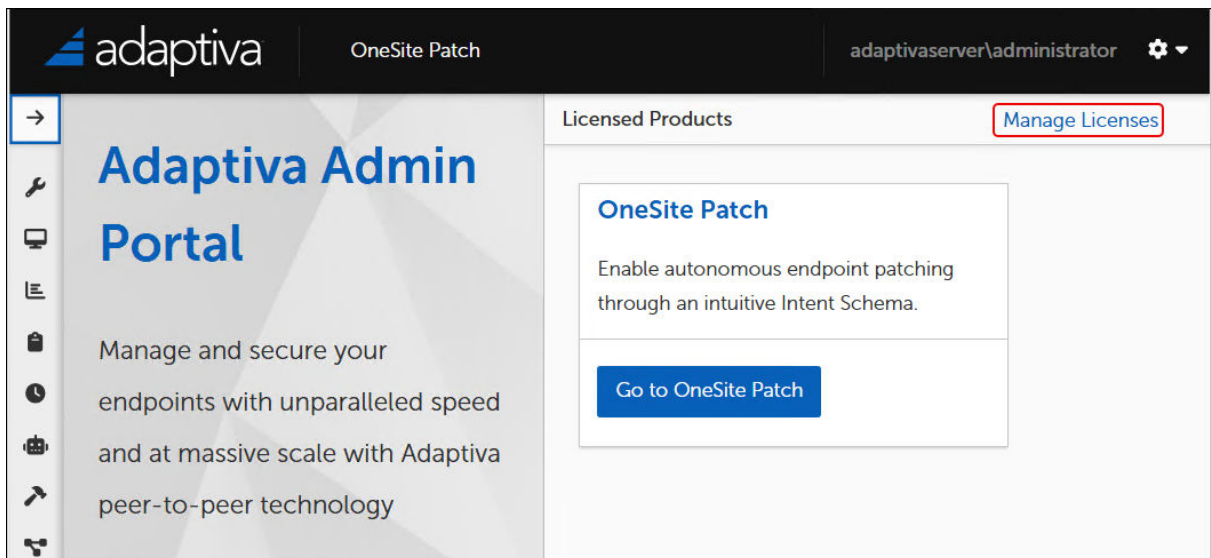 adaptiva
OneSite Patch
adaptivaserver\administrator
Licensed Products
Manage Licenses
Adaptiva Admin
Portal
Manage and secure your
endpoints with unparalleled speed
and at massive scale with Adaptiva
peer-to-peer technology
OneSite Patch
Enable autonomous endpoint patching
through an intuitive Intent Schema.
Go to OneSite Patch